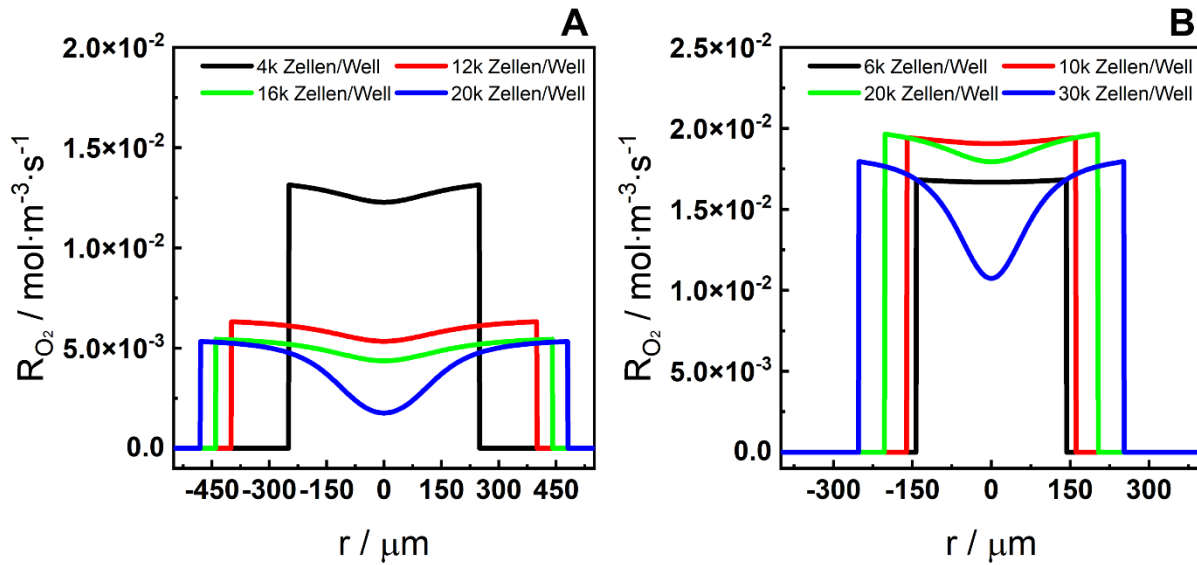 A
2.0×10⁻²
1.5×10⁻²
1.0×10⁻²
5.0×10⁻³
0.0
R_O₂ / mol·m⁻³·s⁻¹
4k Zellen/Well 12k Zellen/Well
16k Zellen/Well 20k Zellen/Well
-450 -300 -150 0 150 300 450
r / μm
B
2.5×10⁻²
2.0×10⁻²
1.5×10⁻²
1.0×10⁻²
5.0×10⁻³
0.0
R_O₂ / mol·m⁻³·s⁻¹
6k Zellen/Well 10k Zellen/Well
20k Zellen/Well 30k Zellen/Well
-300 -150 0 150 300
r / μm